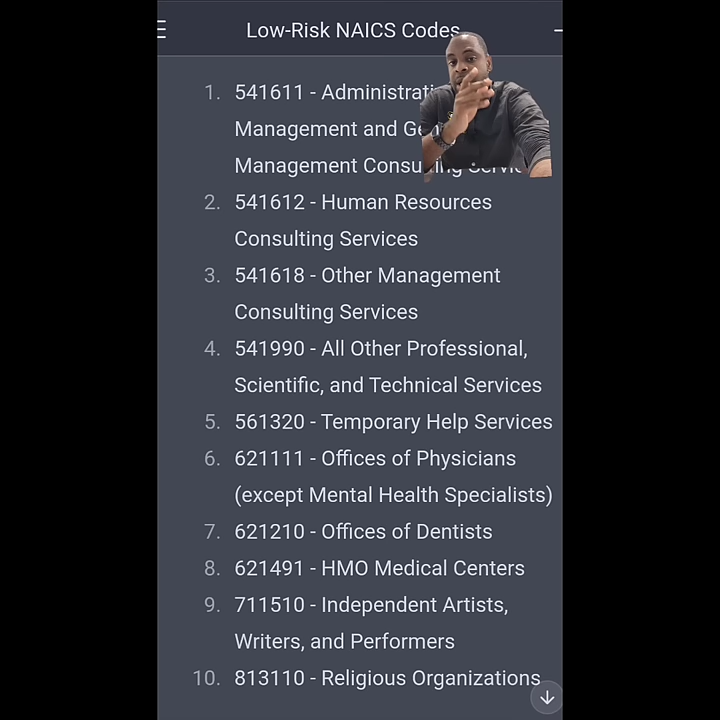 Low-Risk NAICS Codes
1. 541611 - Administrati
Management and Gen
Management Consulting Servic
2. 541612 - Human Resources
Consulting Services
3. 541618 - Other Management
Consulting Services
4. 541990 - All Other Professional,
Scientific, and Technical Services
5. 561320 - Temporary Help Services
6. 621111 - Offices of Physicians
(except Mental Health Specialists)
7. 621210 - Offices of Dentists
8. 621491 - HMO Medical Centers
9. 711510 - Independent Artists,
Writers, and Performers
10. 813110 - Religious Organizations